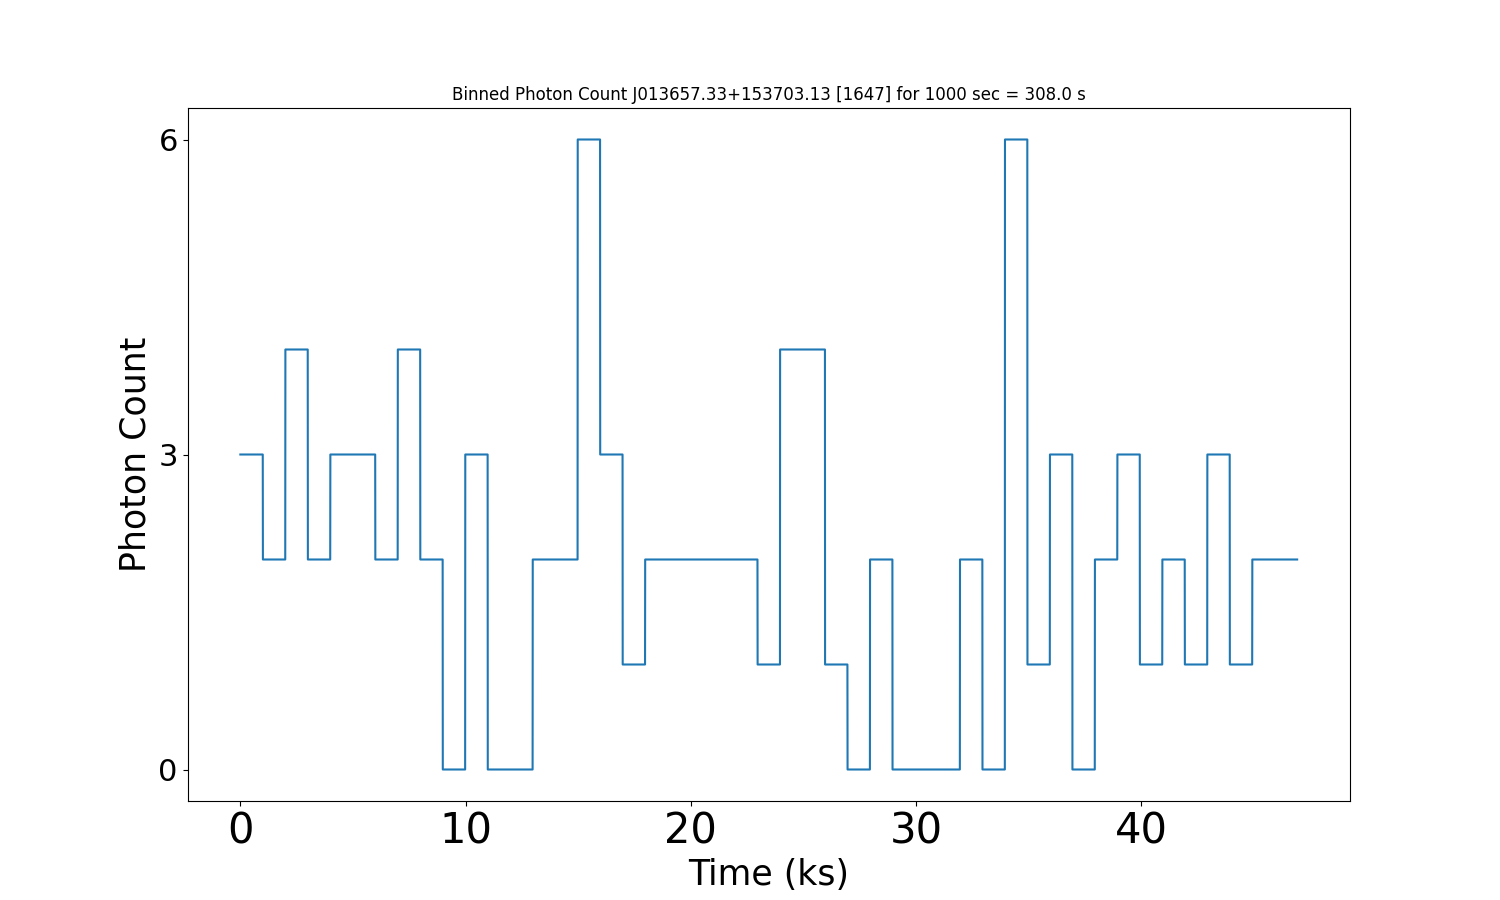 Binned Photon Count J013657.33+153703.13 [1647] for 1000 sec = 308.0 s
6
3
0
Photon Count
0 10 20 30 40
Time (ks)